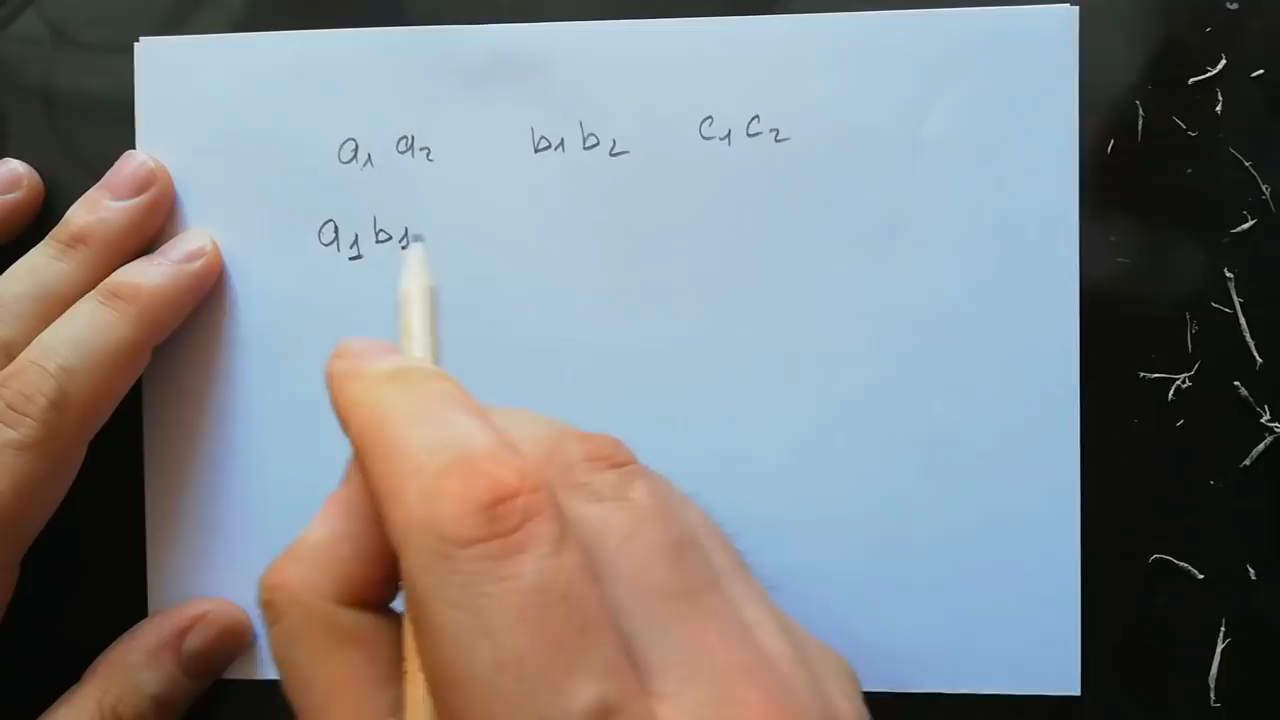 a₁ a₂ b₁ b₂ c₁ c₂
a₁ b₁